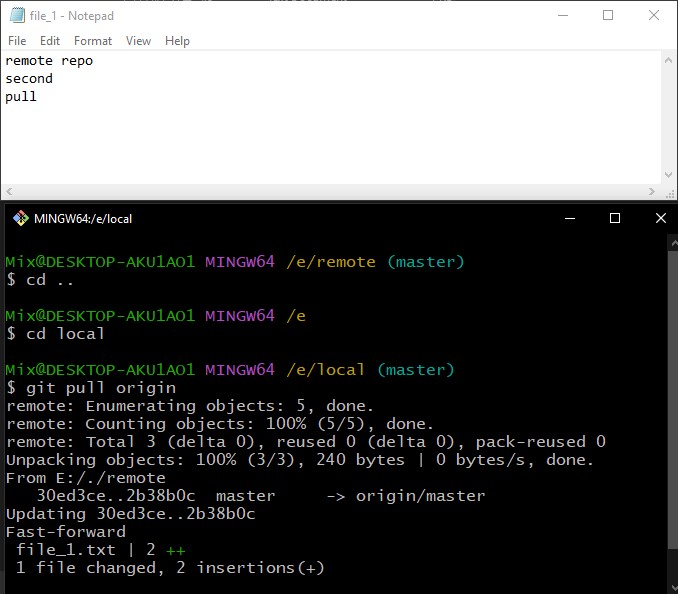 file_1 - Notepad
File Edit Format View Help
remote repo
second
pull
MINGW64:/e/local
Mix@DESKTOP-AKU1AO1 MINGW64 /e/remote (master)
$ cd ..
Mix@DESKTOP-AKU1AO1 MINGW64 /e
$ cd local
Mix@DESKTOP-AKU1AO1 MINGW64 /e/local (master)
$ git pull origin
remote: Enumerating objects: 5, done.
remote: Counting objects: 100% (5/5), done.
remote: Total 3 (delta 0), reused 0 (delta 0), pack-reused 0
Unpacking objects: 100% (3/3), 240 bytes | 0 bytes/s, done.
From E:/./remote
   30ed3ce..2b38b0c  master     -> origin/master
Updating 30ed3ce..2b38b0c
Fast-forward
 file_1.txt | 2 ++
 1 file changed, 2 insertions(+)